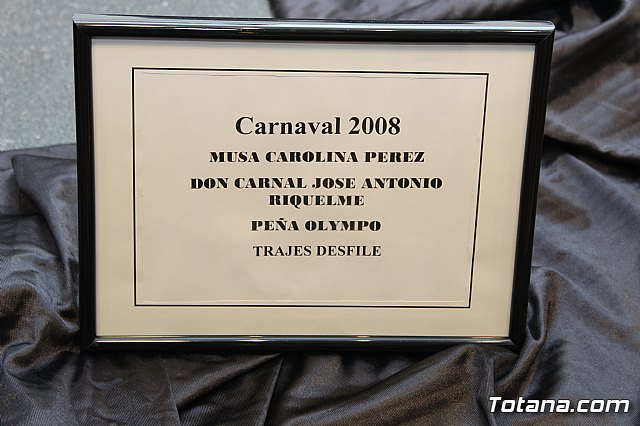 Carnaval 2008
MUSA CAROLINA PEREZ
DON CARNAL JOSE ANTONIO
RIQUELME
PEÑA OLYMPO
TRAJES DESFILE
Totana.com